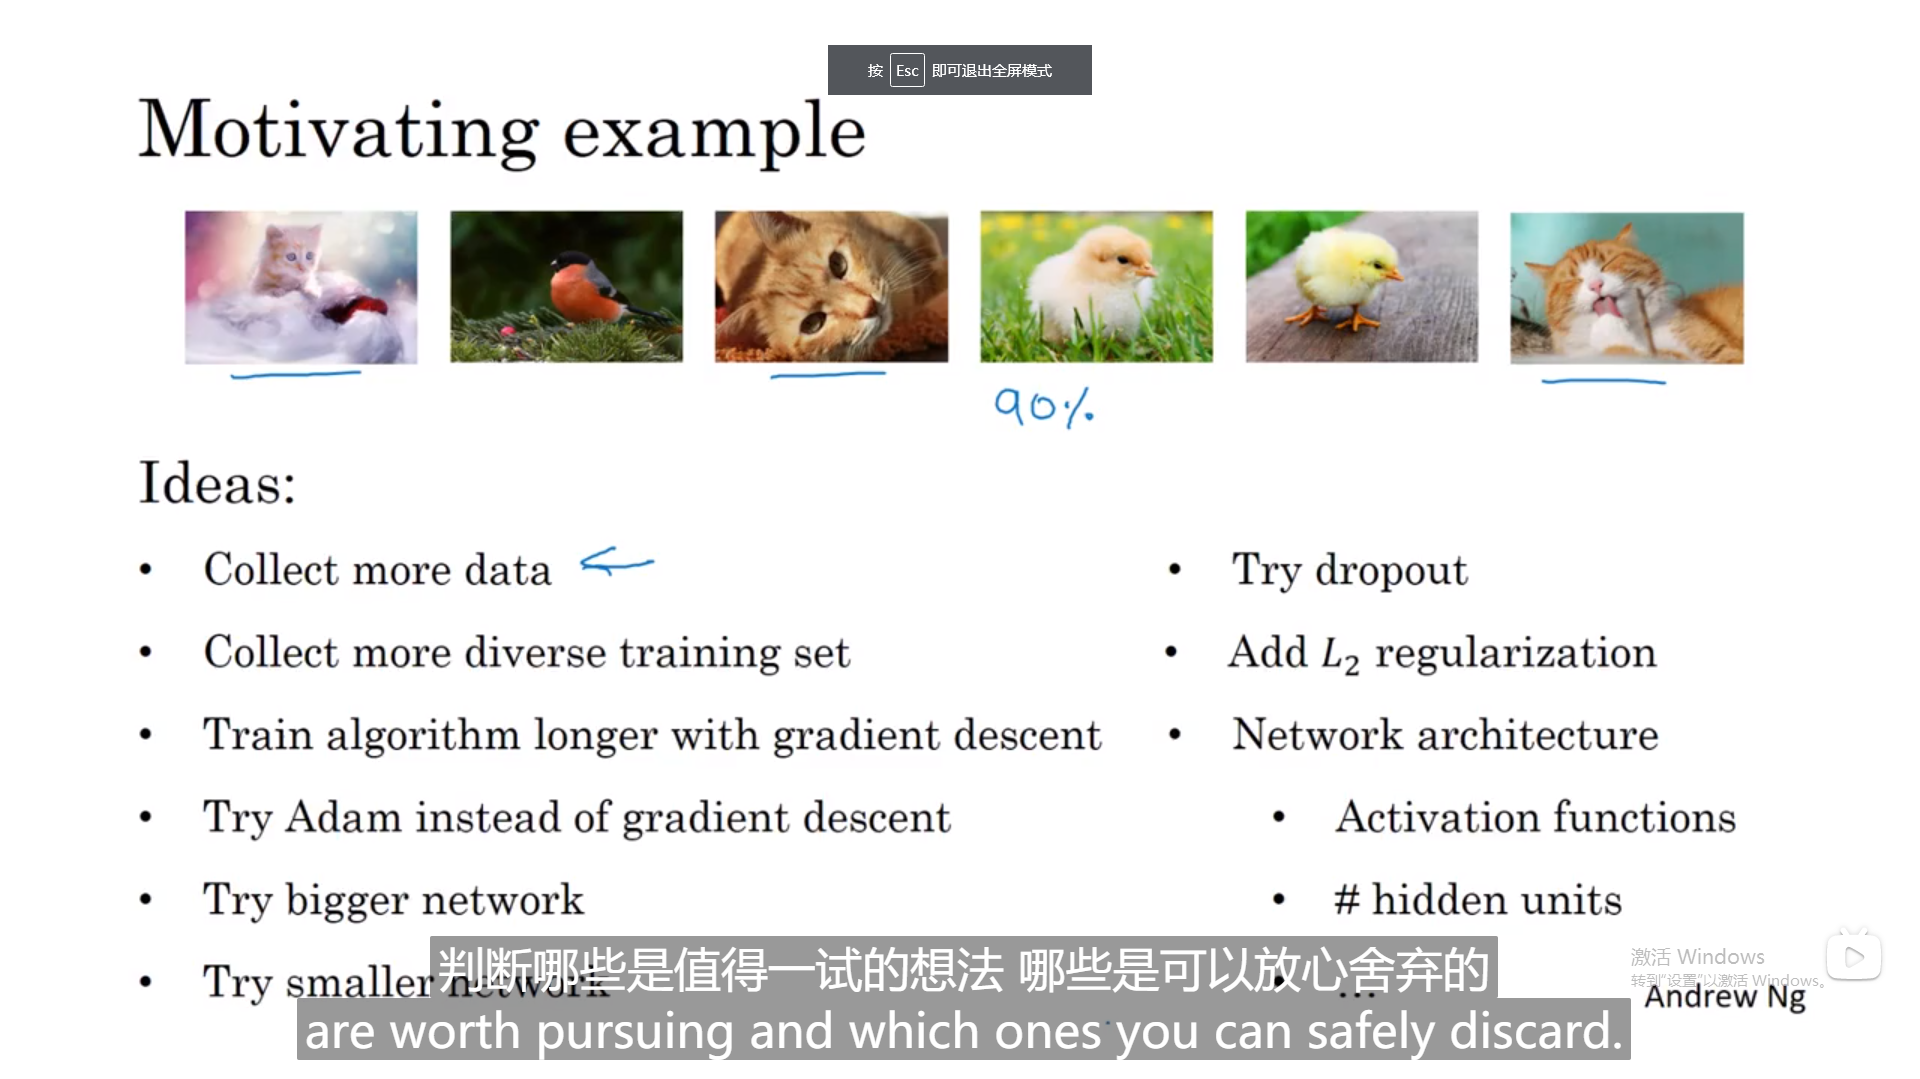 按 Esc 即可退出全屏模式
Motivating example
90%
Ideas:
• Collect more data
• Collect more diverse training set
• Train algorithm longer with gradient descent
• Try Adam instead of gradient descent
• Try bigger network
• Try smaller network
• Try dropout
• Add L₂ regularization
• Network architecture
• Activation functions
• # hidden units
• ...
Andrew Ng
激活 Windows
转到“设置”以激活 Windows。
判断哪些是值得一试的想法 哪些是可以放心舍弃的
are worth pursuing and which ones you can safely discard.